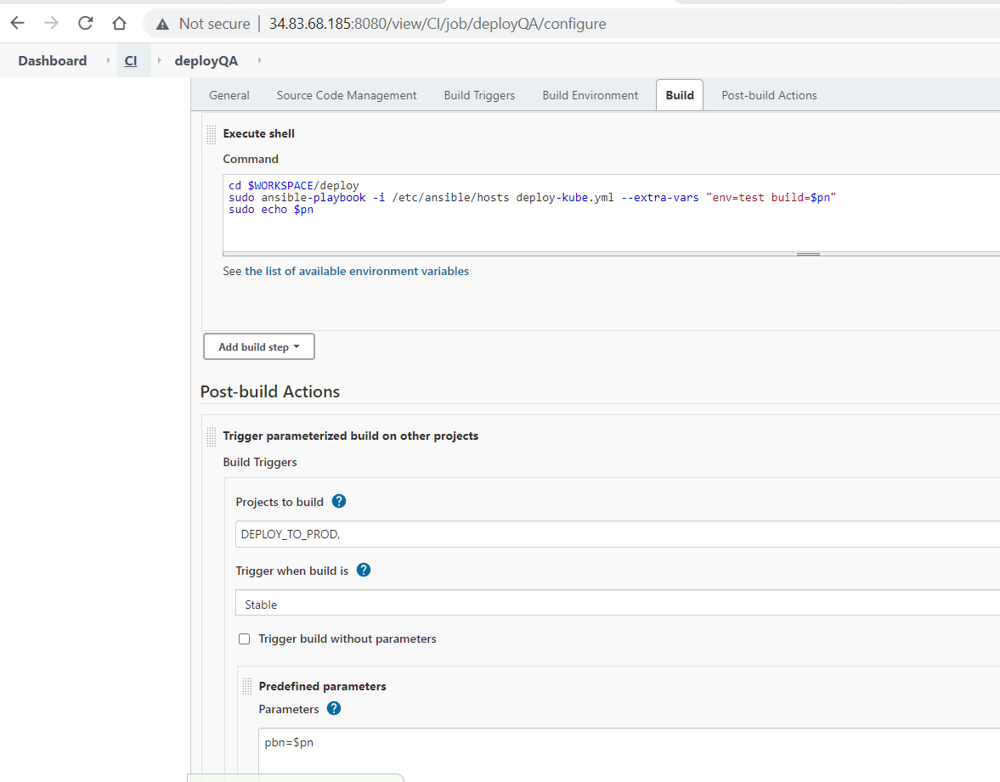 Not secure | 34.83.68.185:8080/view/CI/job/deployQA/configure
Dashboard CI deployQA
General Source Code Management Build Triggers Build Environment Build Post-build Actions
Execute shell
Command
cd $WORKSPACE/deploy
sudo ansible-playbook -i /etc/ansible/hosts deploy-kube.yml --extra-vars "env=test build=$pn"
sudo echo $pn
See the list of available environment variables
Add build step
Post-build Actions
Trigger parameterized build on other projects
Build Triggers
Projects to build ?
DEPLOY_TO_PROD,
Trigger when build is ?
Stable
Trigger build without parameters
Predefined parameters
Parameters ?
pbn=$pn